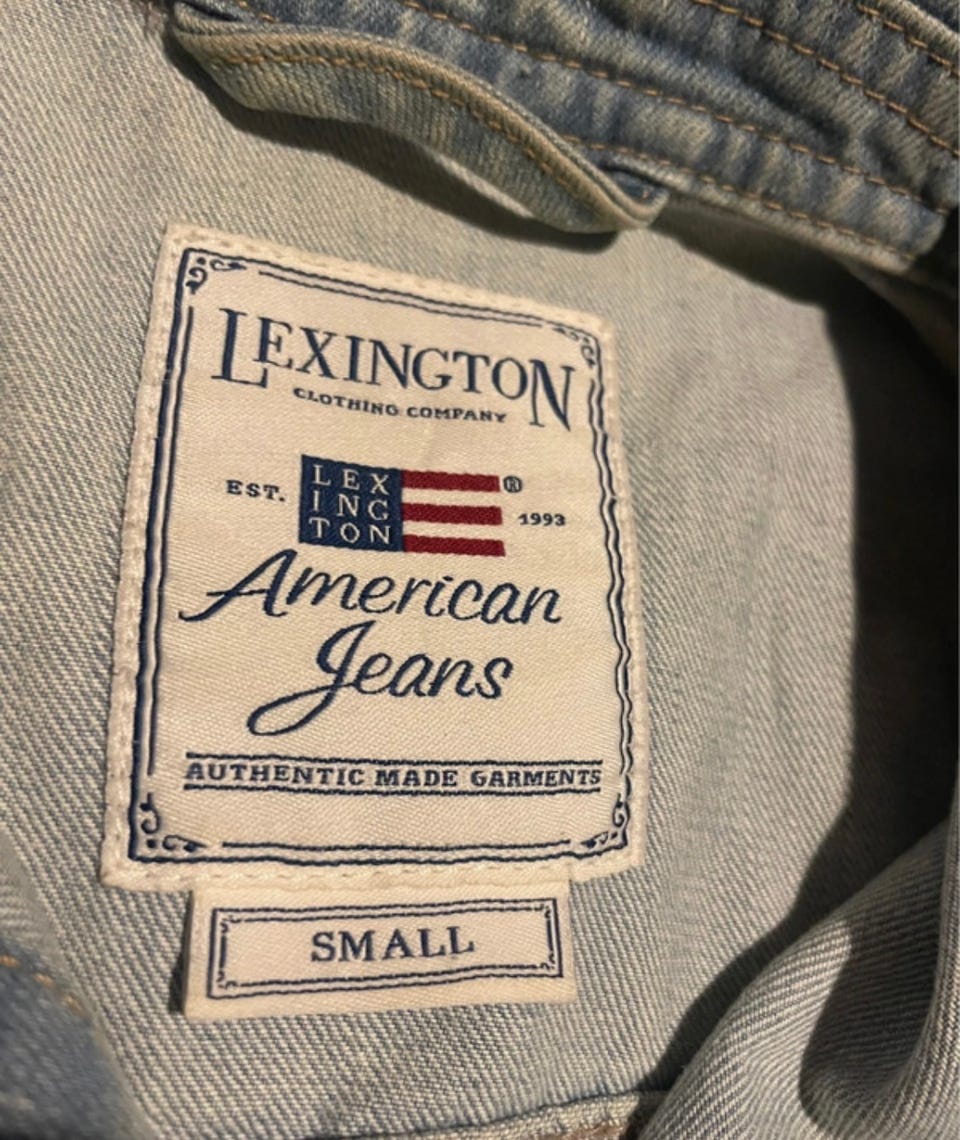 LEXINGTON
CLOTHING COMPANY
EST.
LEX
ING
TON
®
1993
American
Jeans
AUTHENTIC MADE GARMENTS
SMALL